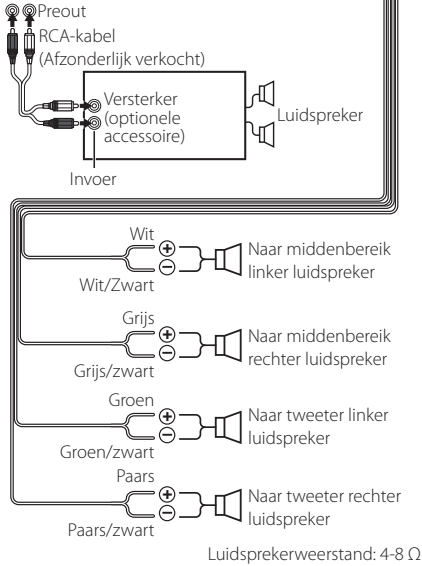 Preout
RCA-kabel
(Afzonderlijk verkocht)
Versterker
(optionele
accessoire)
Luidspreker
Invoer
Wit
⊕
⊖
Wit/Zwart
Naar middenbereik
linker luidspreker
Grijs
⊕
⊖
Grijs/zwart
Naar middenbereik
rechter luidspreker
Groen
⊕
⊖
Groen/zwart
Naar tweeter linker
luidspreker
Paars
⊕
⊖
Paars/zwart
Naar tweeter rechter
luidspreker
Luidsprekerweerstand: 4-8 Ω